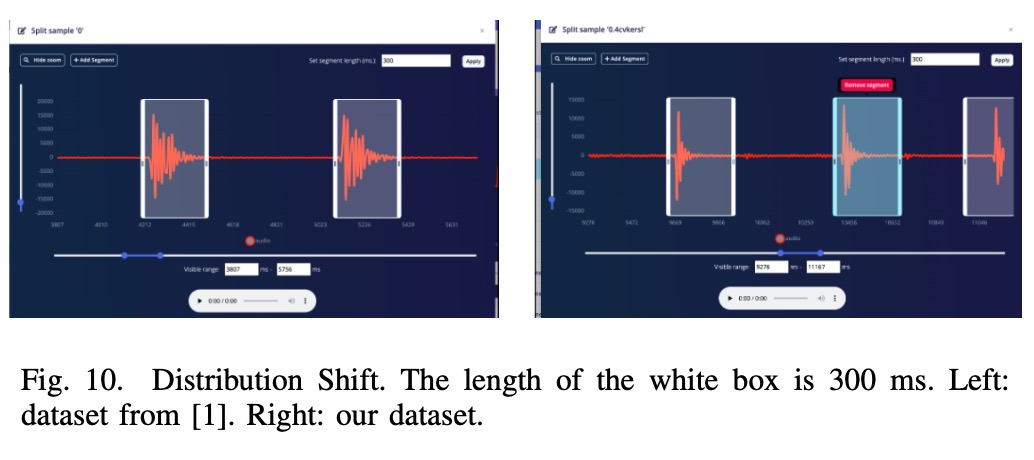 Split sample '0'
×
Hide zoom
+ Add Segment
Set segment length (ms.)
300
Apply
20000
15000
10000
5000
0
-5000
-10000
-15000
-20000
3807 4010 4212 4415 4618 4821 5023 5226 5429 5631
audio
Visible range: 3807 ms - 5756 ms
0:00 / 0:00
Split sample '0.4cvkersl'
×
Hide zoom
+ Add Segment
Set segment length (ms.)
300
Apply
Remove segment
15000
10000
5000
0
-5000
-10000
-15000
9276 9472 9669 9866 10259 10456 10849 11046
audio
Visible range: 9276 ms - 11167 ms
0:00 / 0:00
Fig. 10. Distribution Shift. The length of the white box is 300 ms. Left:
dataset from [1]. Right: our dataset.